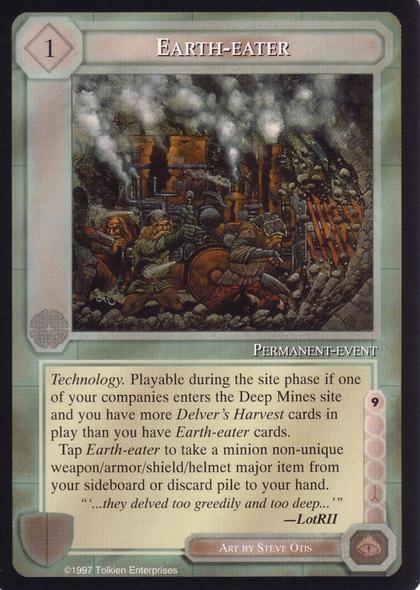 1
EARTH-EATER
PERMANENT-EVENT
Technology. Playable during the site phase if one
of your companies enters the Deep Mines site
and you have more Delver's Harvest cards in
play than you have Earth-eater cards.
Tap Earth-eater to take a minion non-unique
weapon/armor/shield/helmet major item from
your sideboard or discard pile to your hand.
“‘...they delved too greedily and too deep...’”
—LotRII
9
ART BY STEVE OTIS
©1997 Tolkien Enterprises